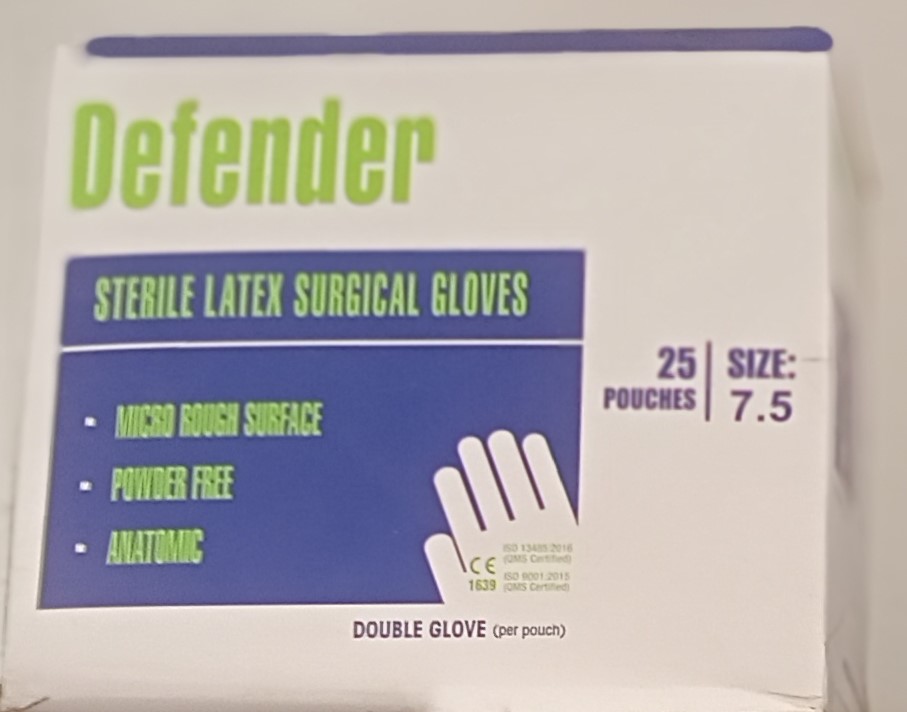 Defender
STERILE LATEX SURGICAL GLOVES
MICRO ROUGH SURFACE
POWDER FREE
ANATOMIC
25
POUCHES
SIZE:
7.5
CE
1639
ISO 13485:2016
(QMS Certified)
ISO 9001:2015
(QMS Certified)
DOUBLE GLOVE (per pouch)